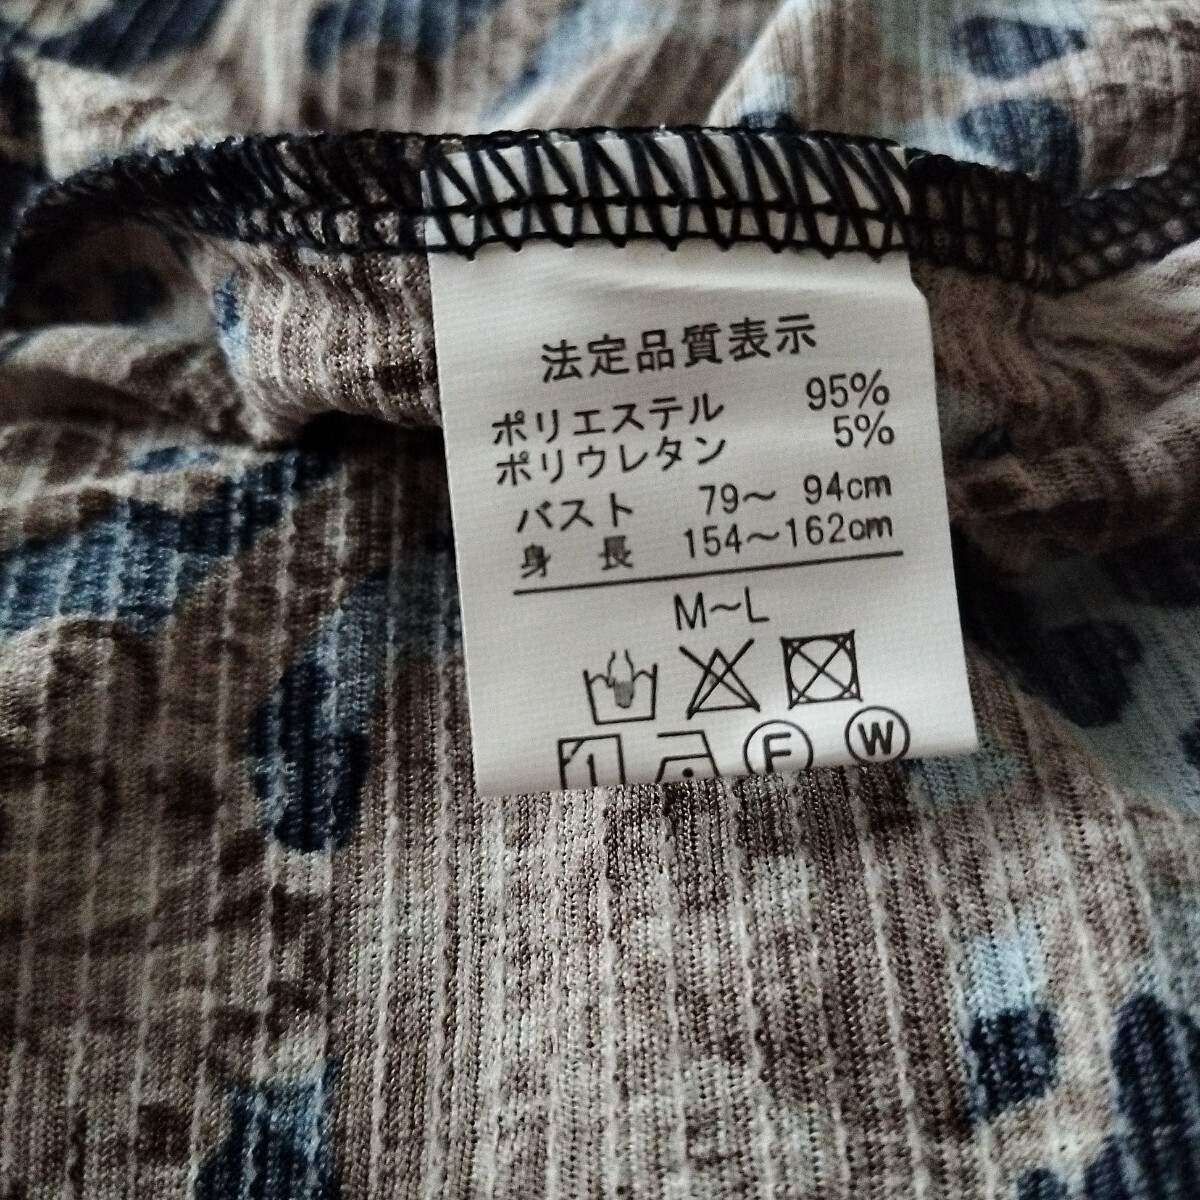 法定品質表示
ポリエステル 95%
ポリウレタン 5%
バスト 79〜 94cm
身 長 154〜162cm
M〜L
F W